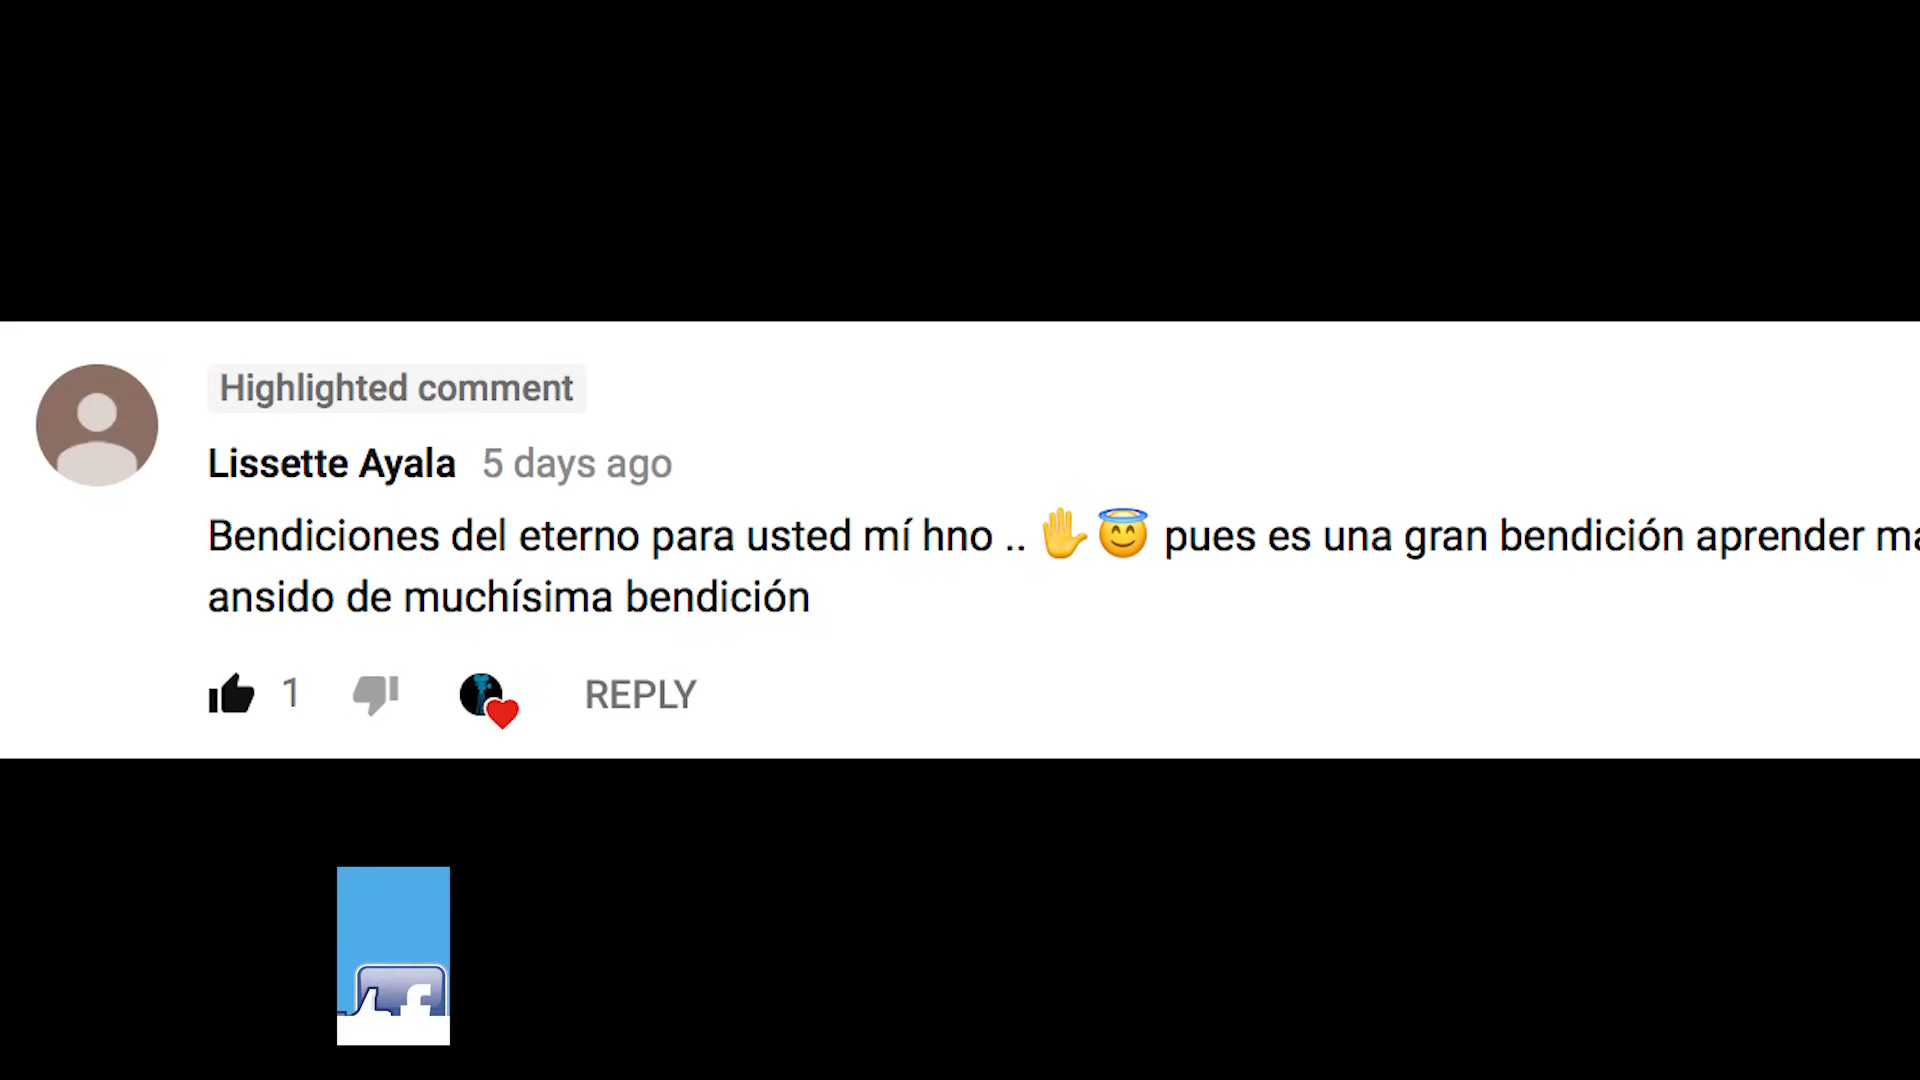 Highlighted comment
Lissette Ayala 5 days ago
Bendiciones del eterno para usted mí hno .. ✋😇 pues es una gran bendición aprender
ansido de muchísima bendición
1 REPLY